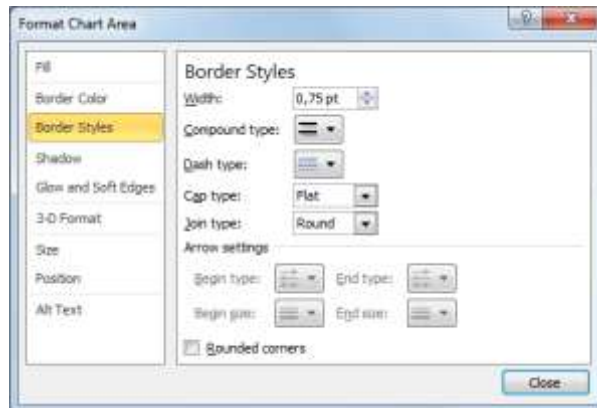 Format Chart Area
Fill
Border Color
Border Styles
Shadow
Glow and Soft Edges
3-D Format
Size
Position
Alt Text
Border Styles
Width: 0,75 pt
Compound type:
Dash type:
Cap type: Flat
Join type: Round
Arrow settings
Begin type: End type:
Begin size: End size:
Rounded corners
Close